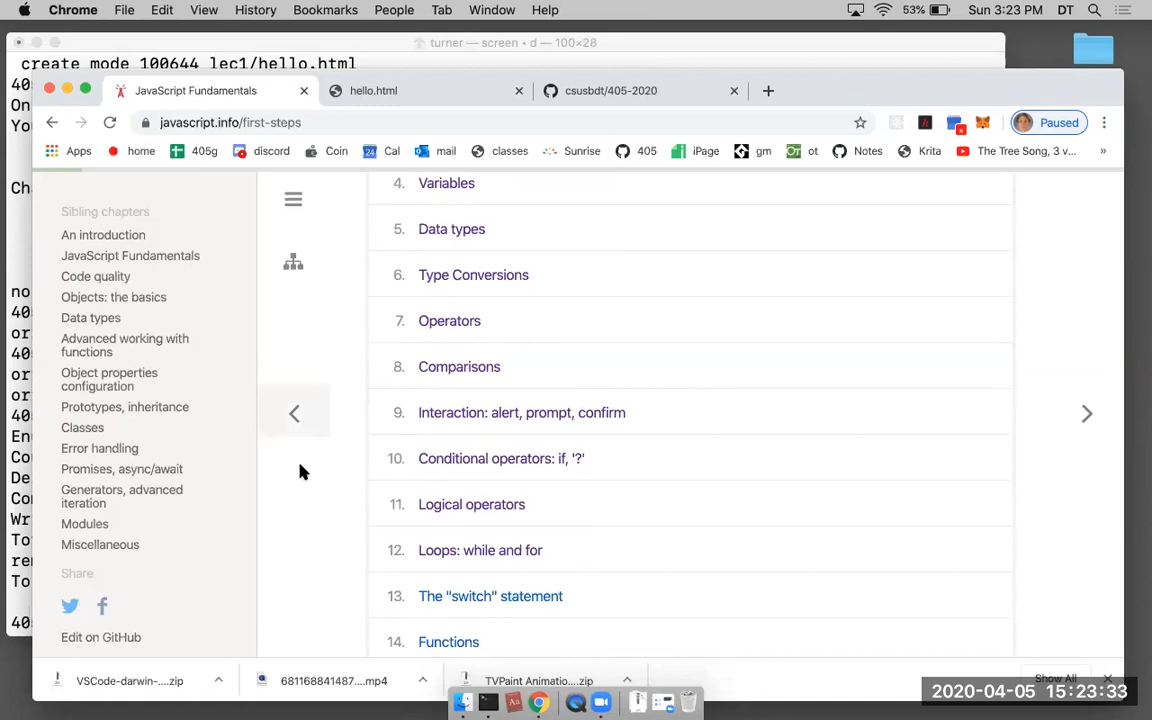 Chrome File Edit View History Bookmarks People Tab Window Help 53% Sun 3:23 PM DT
turner — screen • d — 100×28
create mode 100644 lec1/hello.html
JavaScript Fundamentals hello.html csusbdt/405-2020
javascript.info/first-steps Paused
Apps home 405g discord Coin Cal mail classes Sunrise 405 iPage gm ot Notes Krita The Tree Song, 3 v... »
Sibling chapters
An introduction
JavaScript Fundamentals
Code quality
Objects: the basics
Data types
Advanced working with
functions
Object properties
configuration
Prototypes, inheritance
Classes
Error handling
Promises, async/await
Generators, advanced
iteration
Modules
Miscellaneous
Share
Edit on GitHub
4. Variables
5. Data types
6. Type Conversions
7. Operators
8. Comparisons
9. Interaction: alert, prompt, confirm
10. Conditional operators: if, '?'
11. Logical operators
12. Loops: while and for
13. The "switch" statement
14. Functions
VSCode-darwin-....zip 681168841487....mp4 TVPaint Animatio....zip Show All
2020-04-05 15:23:33